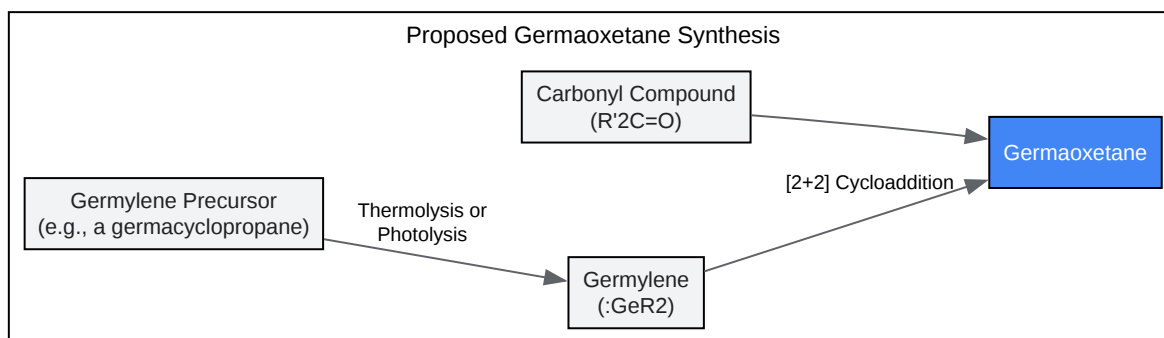 Proposed Germaoxetane Synthesis
Carbonyl Compound
(R'2C=O)
Germaoxetane
[2+2] Cycloaddition
Germylene Precursor
(e.g., a germacyclopropane)
Thermolysis or
Photolysis
Germylene
(:GeR2)